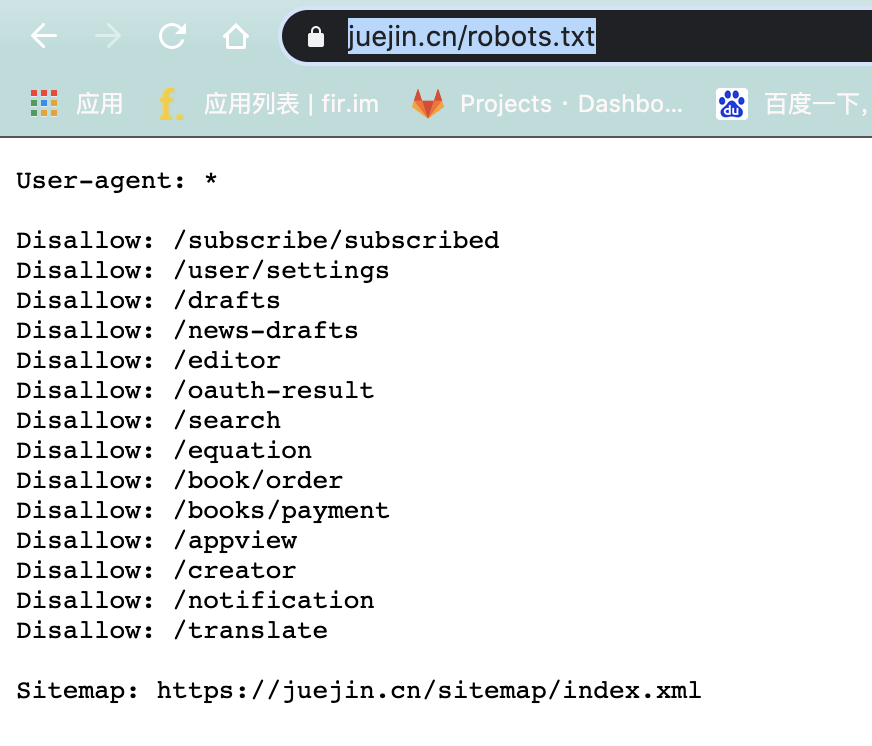 juejin.cn/robots.txt
应用 f. 应用列表 | fir.im Projects · Dashbo... du 百度一下,
User-agent: *
Disallow: /subscribe/subscribed
Disallow: /user/settings
Disallow: /drafts
Disallow: /news-drafts
Disallow: /editor
Disallow: /oauth-result
Disallow: /search
Disallow: /equation
Disallow: /book/order
Disallow: /books/payment
Disallow: /appview
Disallow: /creator
Disallow: /notification
Disallow: /translate
Sitemap: https://juejin.cn/sitemap/index.xml